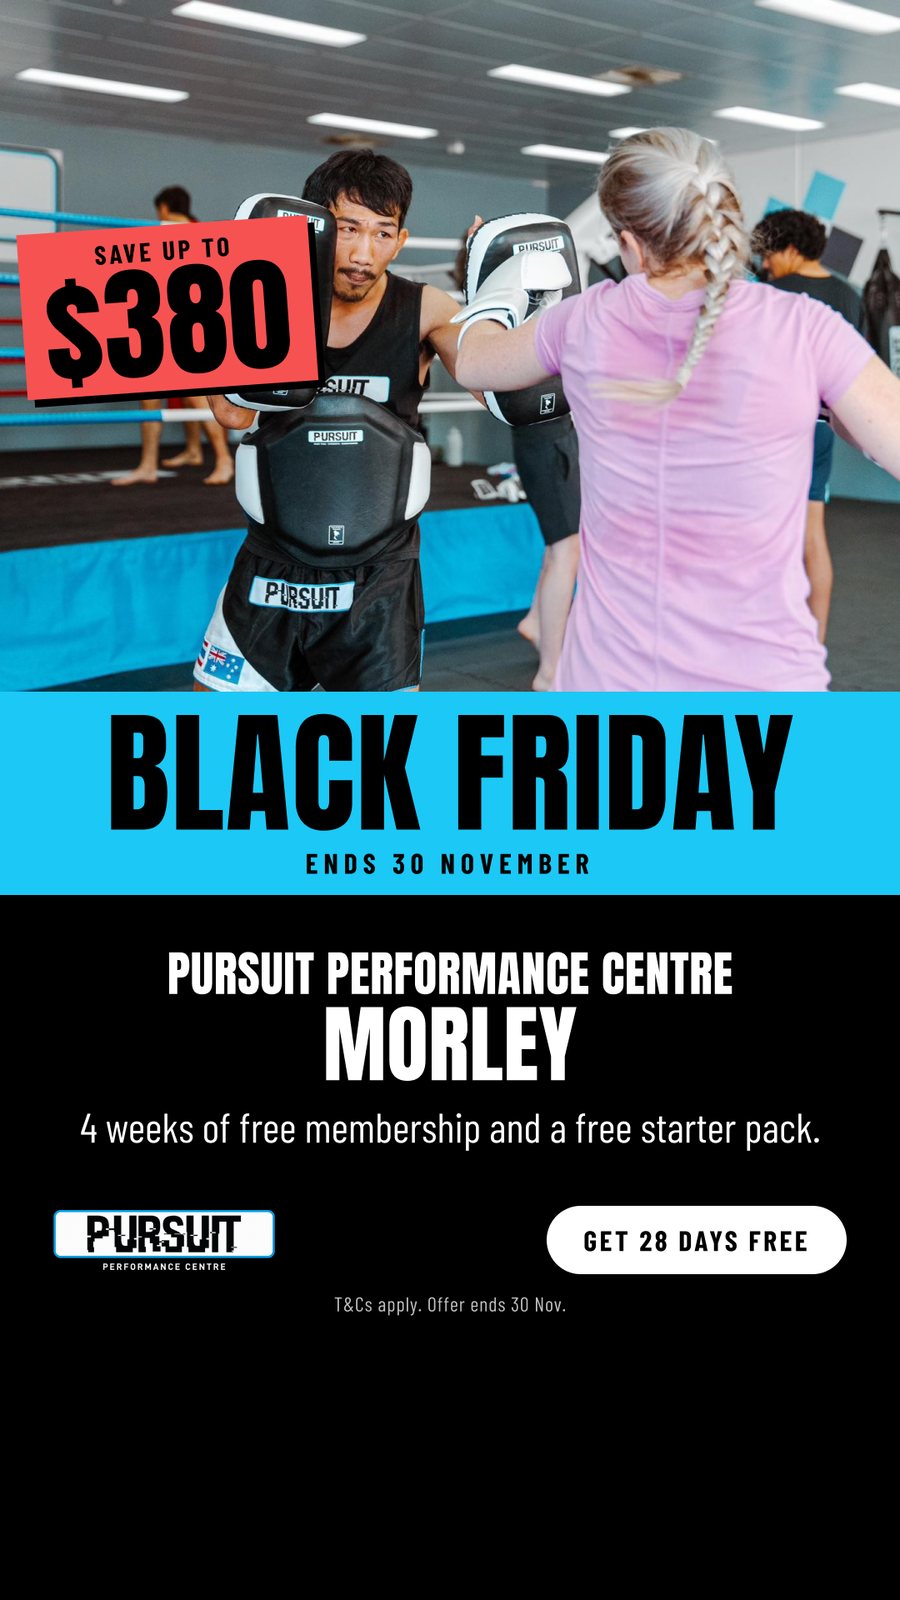 PURSUIT
SAVE UP TO
$380
PURSUIT
PURSUIT
PURSUIT
BLACK FRIDAY
ENDS 30 NOVEMBER
PURSUIT PERFORMANCE CENTRE
MORLEY
4 weeks of free membership and a free starter pack.
PURSUIT
PERFORMANCE CENTRE
GET 28 DAYS FREE
T&Cs apply. Offer ends 30 Nov.